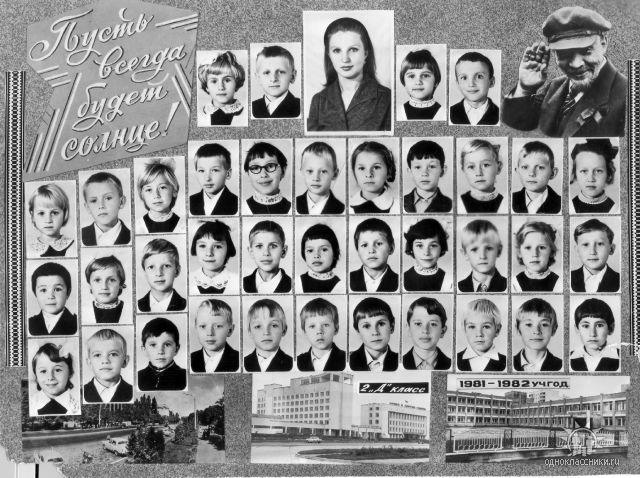 Пусть
всегда
будет
солнце!
2 „Д" класс
1981-1982 УЧ.ГОД
одноклассники.ru